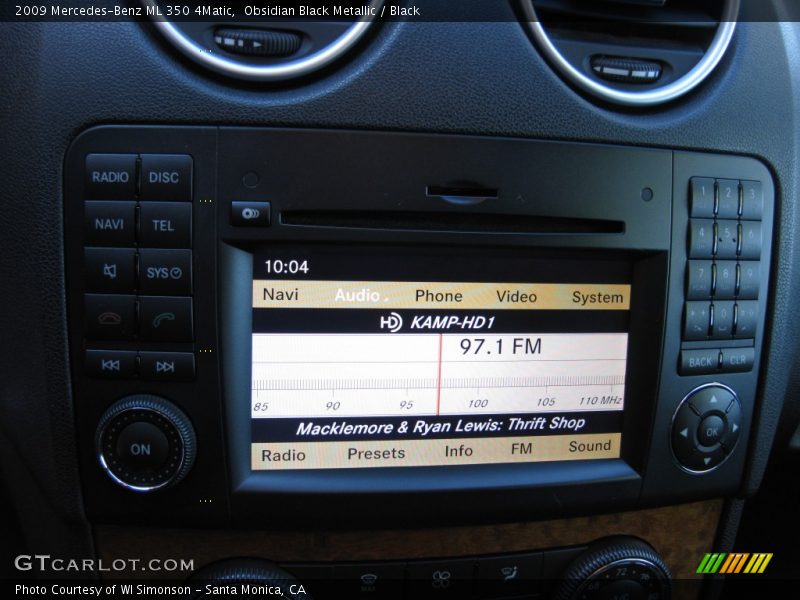 2009 Mercedes-Benz ML 350 4Matic, Obsidian Black Metallic / Black
RADIO DISC
NAVI TEL
SYS
ON
10:04
Navi Audio Phone Video System
HD KAMP-HD1
97.1 FM
85 90 95 100 105 110 MHz
Macklemore & Ryan Lewis: Thrift Shop
Radio Presets Info FM Sound
1 2 3
4 5 6
7 8 9
* 0 #
BACK CLR
OK
72
GTCARLOT.COM
Photo Courtesy of WI Simonson - Santa Monica, CA